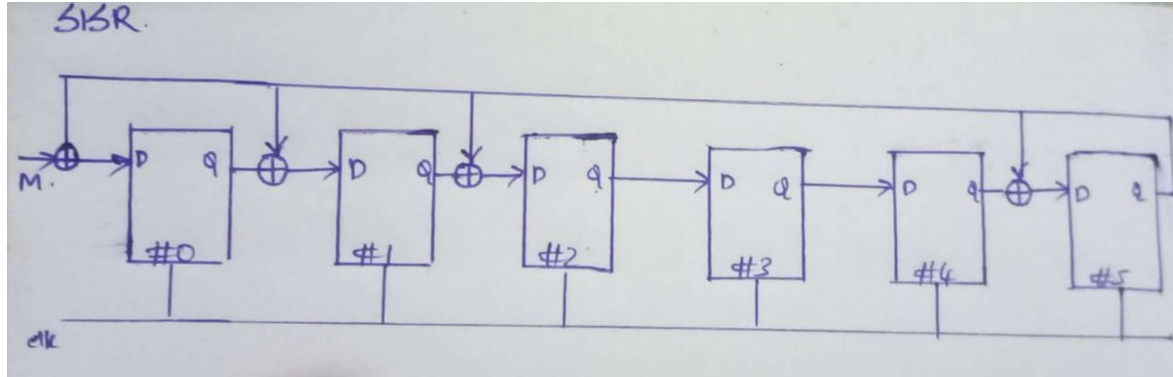 SISR.
M.
D Q D Q D Q D Q D Q D Q
#0 #1 #2 #3 #4 #5
clk